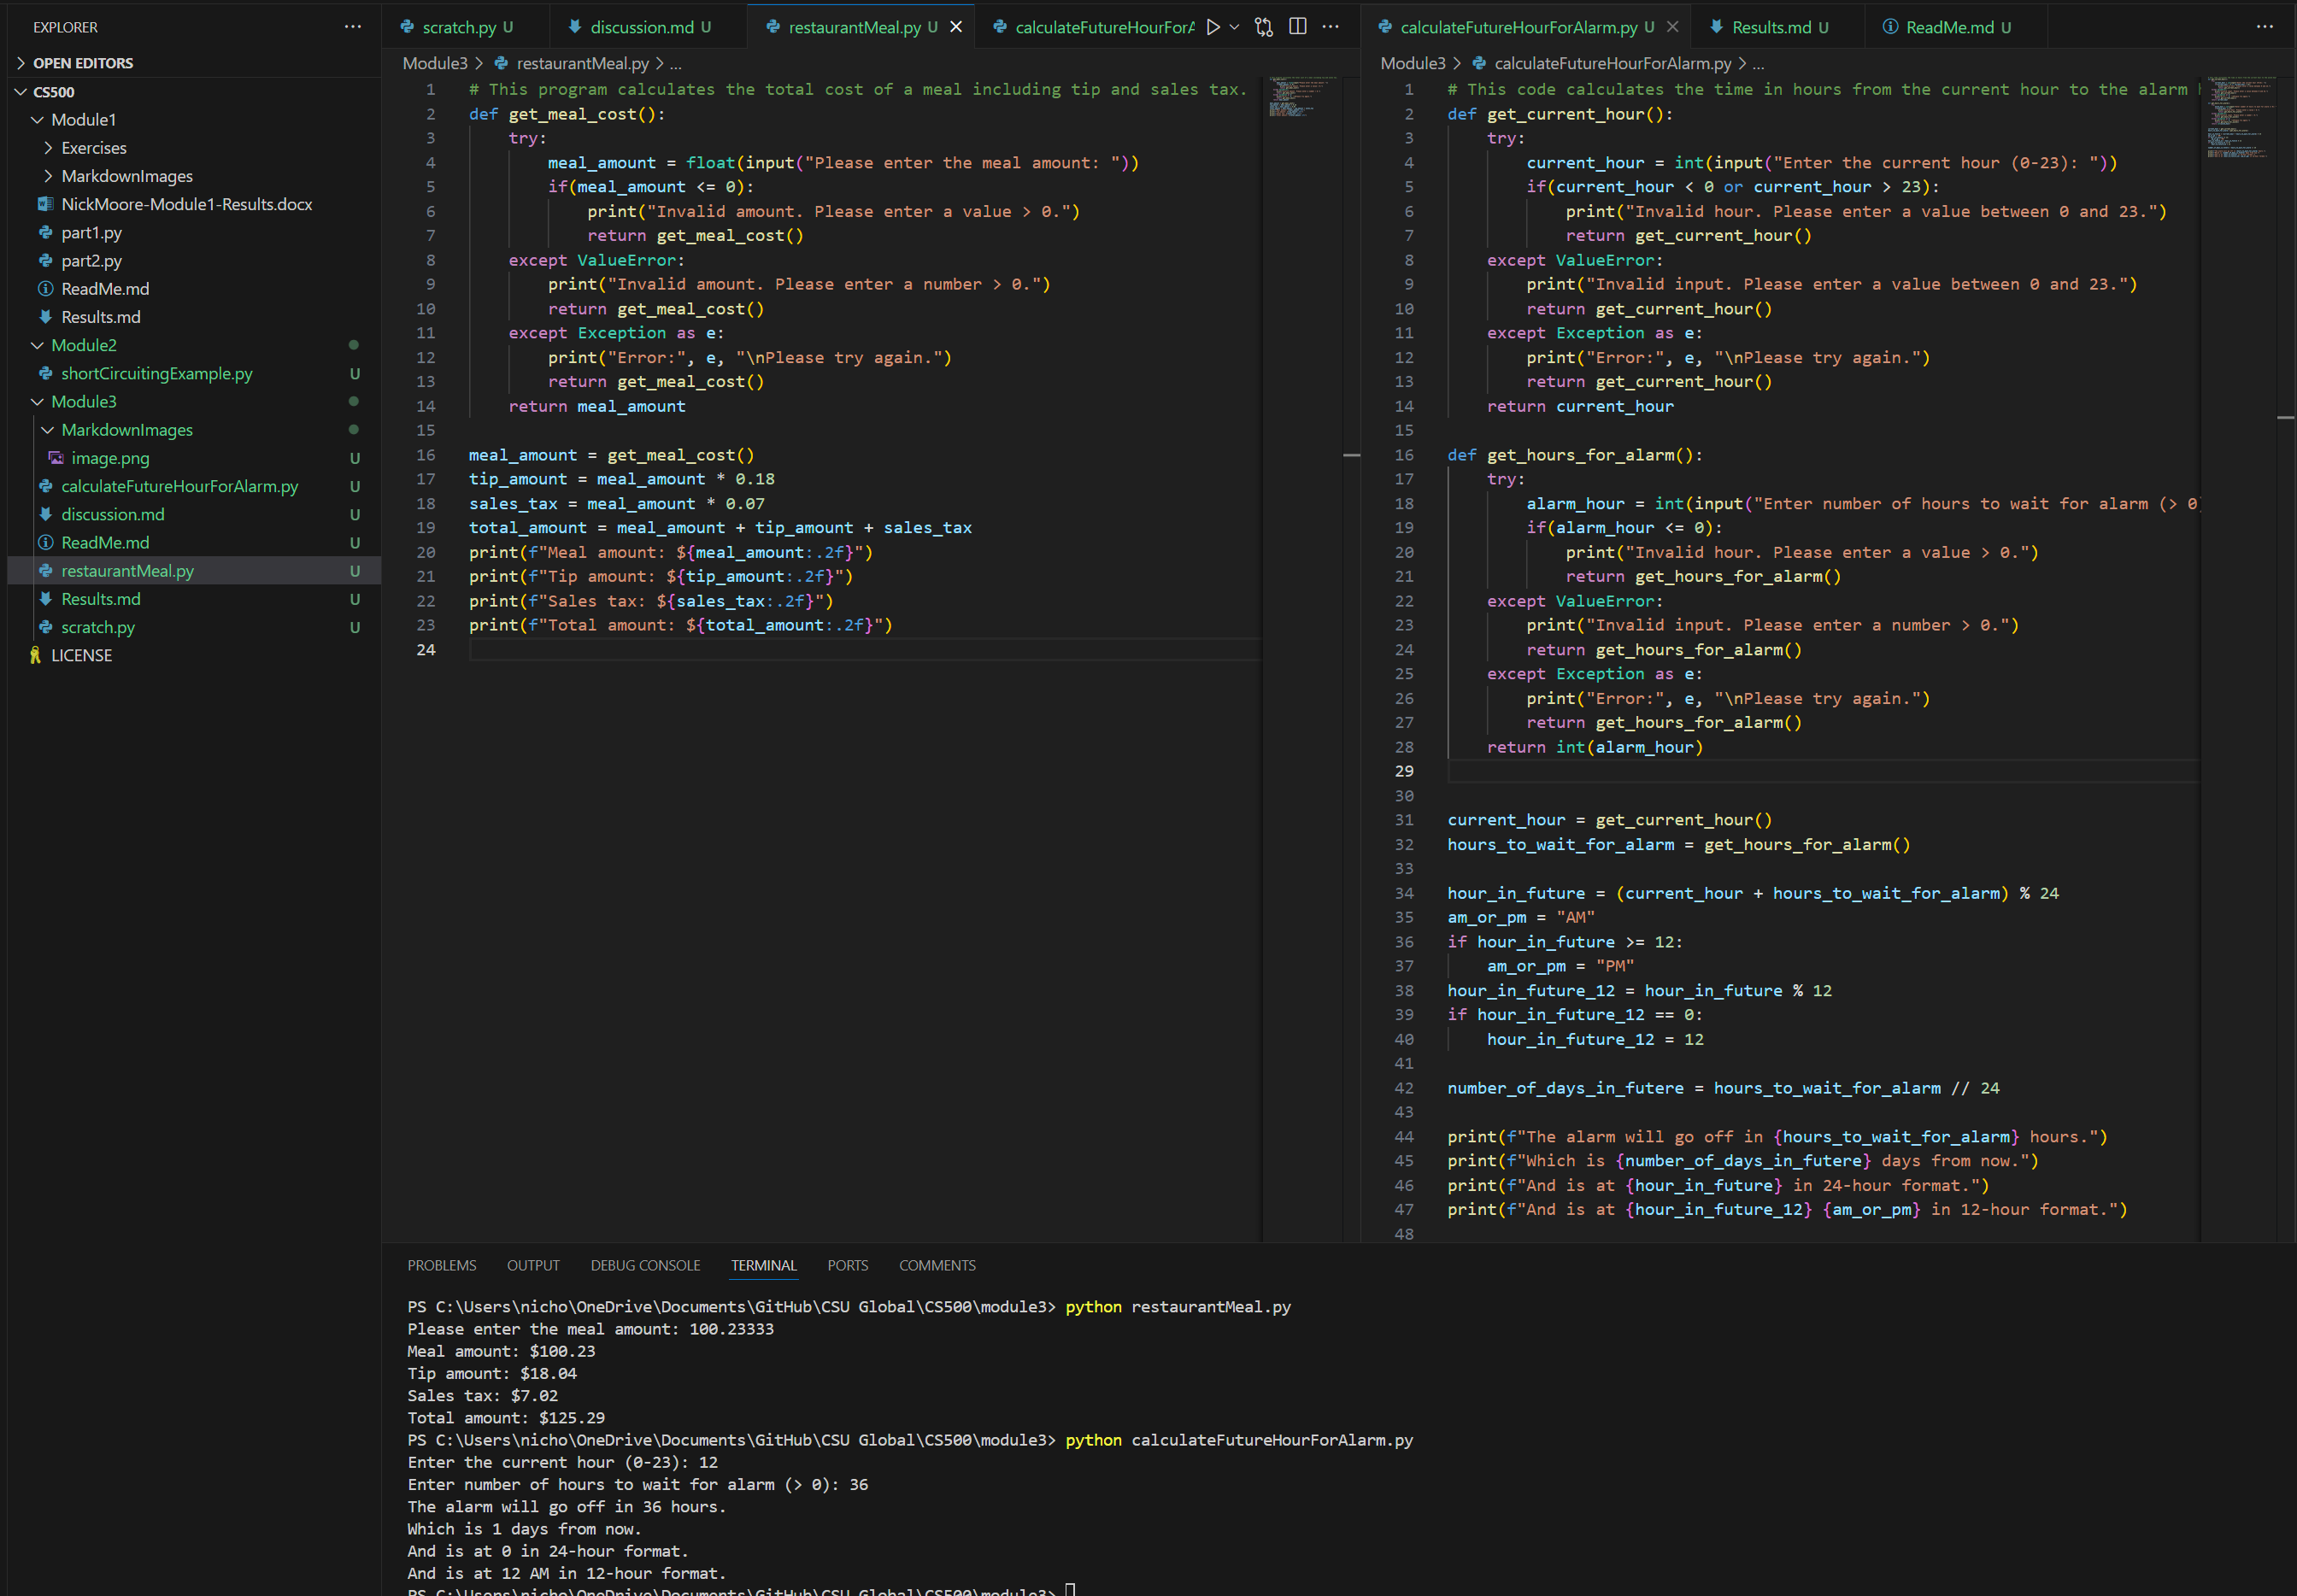 EXPLORER
OPEN EDITORS
CS500
Module1
Exercises
MarkdownImages
NickMoore-Module1-Results.docx
part1.py
part2.py
ReadMe.md
Results.md
Module2
shortCircuitingExample.py U
Module3
MarkdownImages
image.png U
calculateFutureHourForAlarm.py U
discussion.md U
ReadMe.md U
restaurantMeal.py U
Results.md U
scratch.py U
LICENSE
scratch.py U discussion.md U restaurantMeal.py U calculateFutureHourForA
Module3 > restaurantMeal.py > ...
1 # This program calculates the total cost of a meal including tip and sales tax.
2 def get_meal_cost():
3     try:
4         meal_amount = float(input("Please enter the meal amount: "))
5         if(meal_amount <= 0):
6             print("Invalid amount. Please enter a value > 0.")
7             return get_meal_cost()
8     except ValueError:
9         print("Invalid amount. Please enter a number > 0.")
10         return get_meal_cost()
11     except Exception as e:
12         print("Error:", e, "\nPlease try again.")
13         return get_meal_cost()
14     return meal_amount
15
16 meal_amount = get_meal_cost()
17 tip_amount = meal_amount * 0.18
18 sales_tax = meal_amount * 0.07
19 total_amount = meal_amount + tip_amount + sales_tax
20 print(f"Meal amount: ${meal_amount:.2f}")
21 print(f"Tip amount: ${tip_amount:.2f}")
22 print(f"Sales tax: ${sales_tax:.2f}")
23 print(f"Total amount: ${total_amount:.2f}")
24
calculateFutureHourForAlarm.py U Results.md U ReadMe.md U
Module3 > calculateFutureHourForAlarm.py > ...
1 # This code calculates the time in hours from the current hour to the alarm
2 def get_current_hour():
3     try:
4         current_hour = int(input("Enter the current hour (0-23): "))
5         if(current_hour < 0 or current_hour > 23):
6             print("Invalid hour. Please enter a value between 0 and 23.")
7             return get_current_hour()
8     except ValueError:
9         print("Invalid input. Please enter a value between 0 and 23.")
10         return get_current_hour()
11     except Exception as e:
12         print("Error:", e, "\nPlease try again.")
13         return get_current_hour()
14     return current_hour
15
16 def get_hours_for_alarm():
17     try:
18         alarm_hour = int(input("Enter number of hours to wait for alarm (> 0)
19         if(alarm_hour <= 0):
20             print("Invalid hour. Please enter a value > 0.")
21             return get_hours_for_alarm()
22     except ValueError:
23         print("Invalid input. Please enter a number > 0.")
24         return get_hours_for_alarm()
25     except Exception as e:
26         print("Error:", e, "\nPlease try again.")
27         return get_hours_for_alarm()
28     return int(alarm_hour)
29
30
31 current_hour = get_current_hour()
32 hours_to_wait_for_alarm = get_hours_for_alarm()
33
34 hour_in_future = (current_hour + hours_to_wait_for_alarm) % 24
35 am_or_pm = "AM"
36 if hour_in_future >= 12:
37     am_or_pm = "PM"
38 hour_in_future_12 = hour_in_future % 12
39 if hour_in_future_12 == 0:
40     hour_in_future_12 = 12
41
42 number_of_days_in_futere = hours_to_wait_for_alarm // 24
43
44 print(f"The alarm will go off in {hours_to_wait_for_alarm} hours.")
45 print(f"Which is {number_of_days_in_futere} days from now.")
46 print(f"And is at {hour_in_future} in 24-hour format.")
47 print(f"And is at {hour_in_future_12} {am_or_pm} in 12-hour format.")
48
PROBLEMS OUTPUT DEBUG CONSOLE TERMINAL PORTS COMMENTS
PS C:\Users\nicho\OneDrive\Documents\GitHub\CSU Global\CS500\module3> python restaurantMeal.py
Please enter the meal amount: 100.23333
Meal amount: $100.23
Tip amount: $18.04
Sales tax: $7.02
Total amount: $125.29
PS C:\Users\nicho\OneDrive\Documents\GitHub\CSU Global\CS500\module3> python calculateFutureHourForAlarm.py
Enter the current hour (0-23): 12
Enter number of hours to wait for alarm (> 0): 36
The alarm will go off in 36 hours.
Which is 1 days from now.
And is at 0 in 24-hour format.
And is at 12 AM in 12-hour format.
PS C:\Users\nicho\OneDrive\Documents\GitHub\CSU Global\CS500\module3>